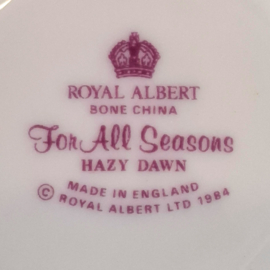 ROYAL ALBERT
BONE CHINA
For All Seasons
HAZY DAWN
MADE IN ENGLAND
© ROYAL ALBERT LTD 1984